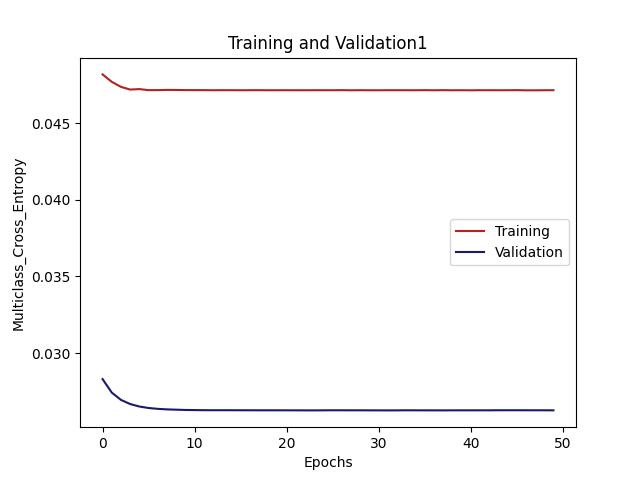 Training and Validation1
Multiclass_Cross_Entropy
0.045
0.040
0.035
0.030
Training
Validation
0 10 20 30 40 50
Epochs